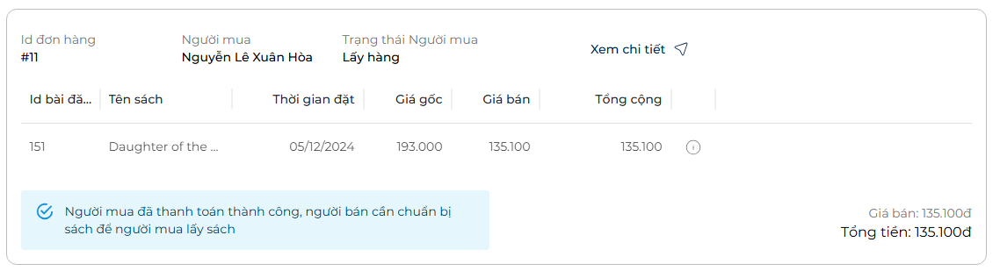 Id đơn hàng Người mua Trạng thái Người mua
#11 Nguyễn Lê Xuân Hòa Lấy hàng
Xem chi tiết
Id bài đă... Tên sách Thời gian đặt Giá gốc Giá bán Tổng cộng
151 Daughter of the ... 05/12/2024 193.000 135.100 135.100
Người mua đã thanh toán thành công, người bán cần chuẩn bị
sách để người mua lấy sách
Giá bán: 135.100đ
Tổng tiền: 135.100đ